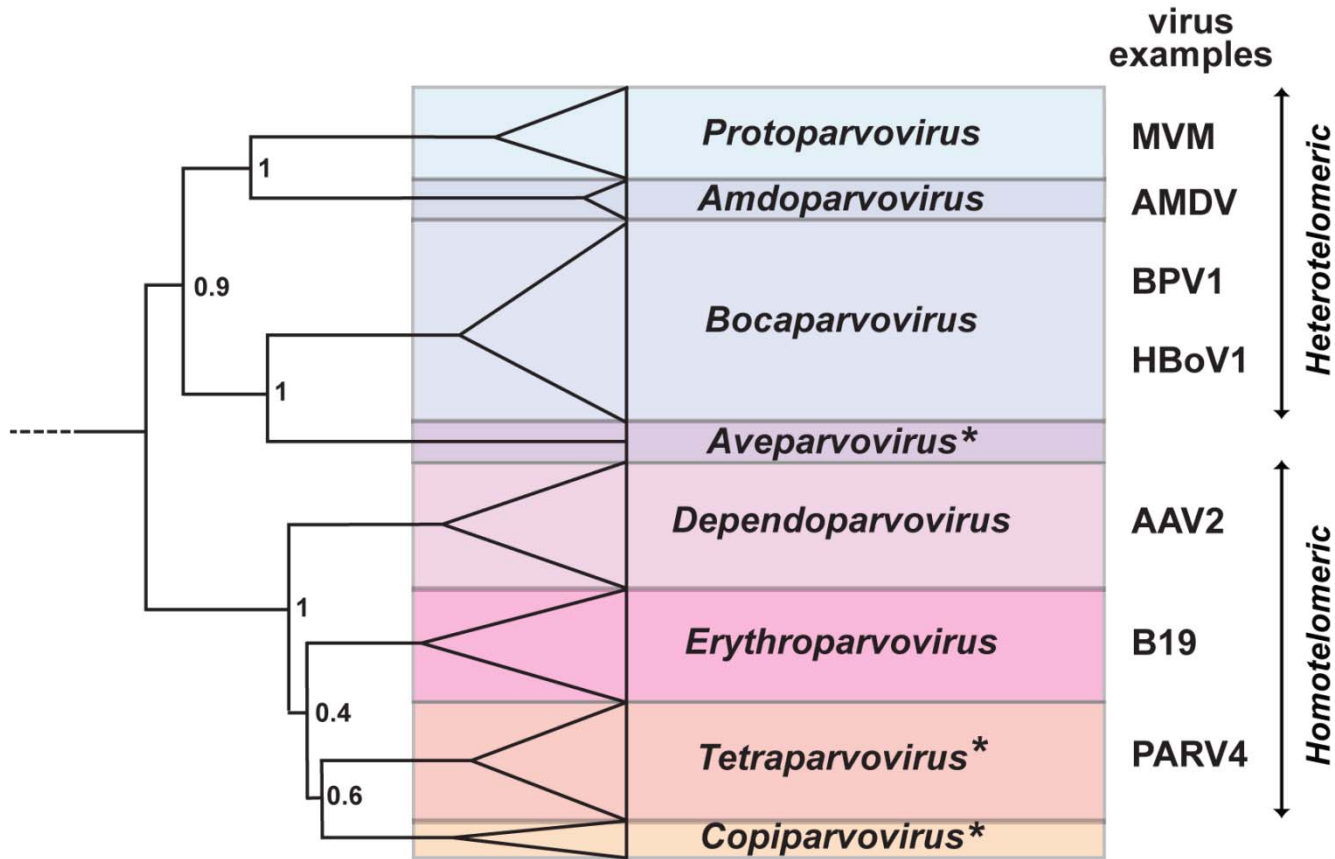 virus
examples
Protoparvovirus
MVM
1
Amdoparvovirus
AMDV
0.9
BPV1
Bocaparvovirus
HBoV1
1
Heterotelomeric
Aveparvovirus*
Dependoparvovirus
AAV2
1
Erythroparvovirus
B19
0.4
Tetraparvovirus*
PARV4
0.6
Homotelomeric
Copiparvovirus*